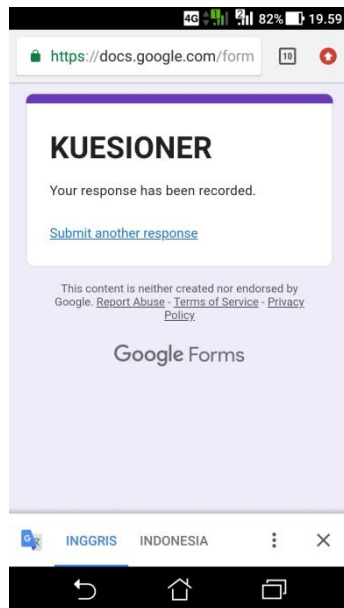 4G 1 2 82% 19.59
https://docs.google.com/form 10
KUESIONER
Your response has been recorded.
Submit another response
This content is neither created nor endorsed by
Google. Report Abuse - Terms of Service - Privacy
Policy
Google Forms
INGGRIS INDONESIA